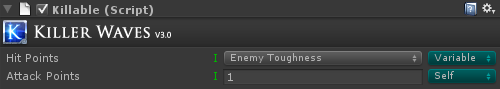 Killable (Script)
K KILLER WAVES v3.0
Hit Points Enemy Toughness Variable
Attack Points 1 Self